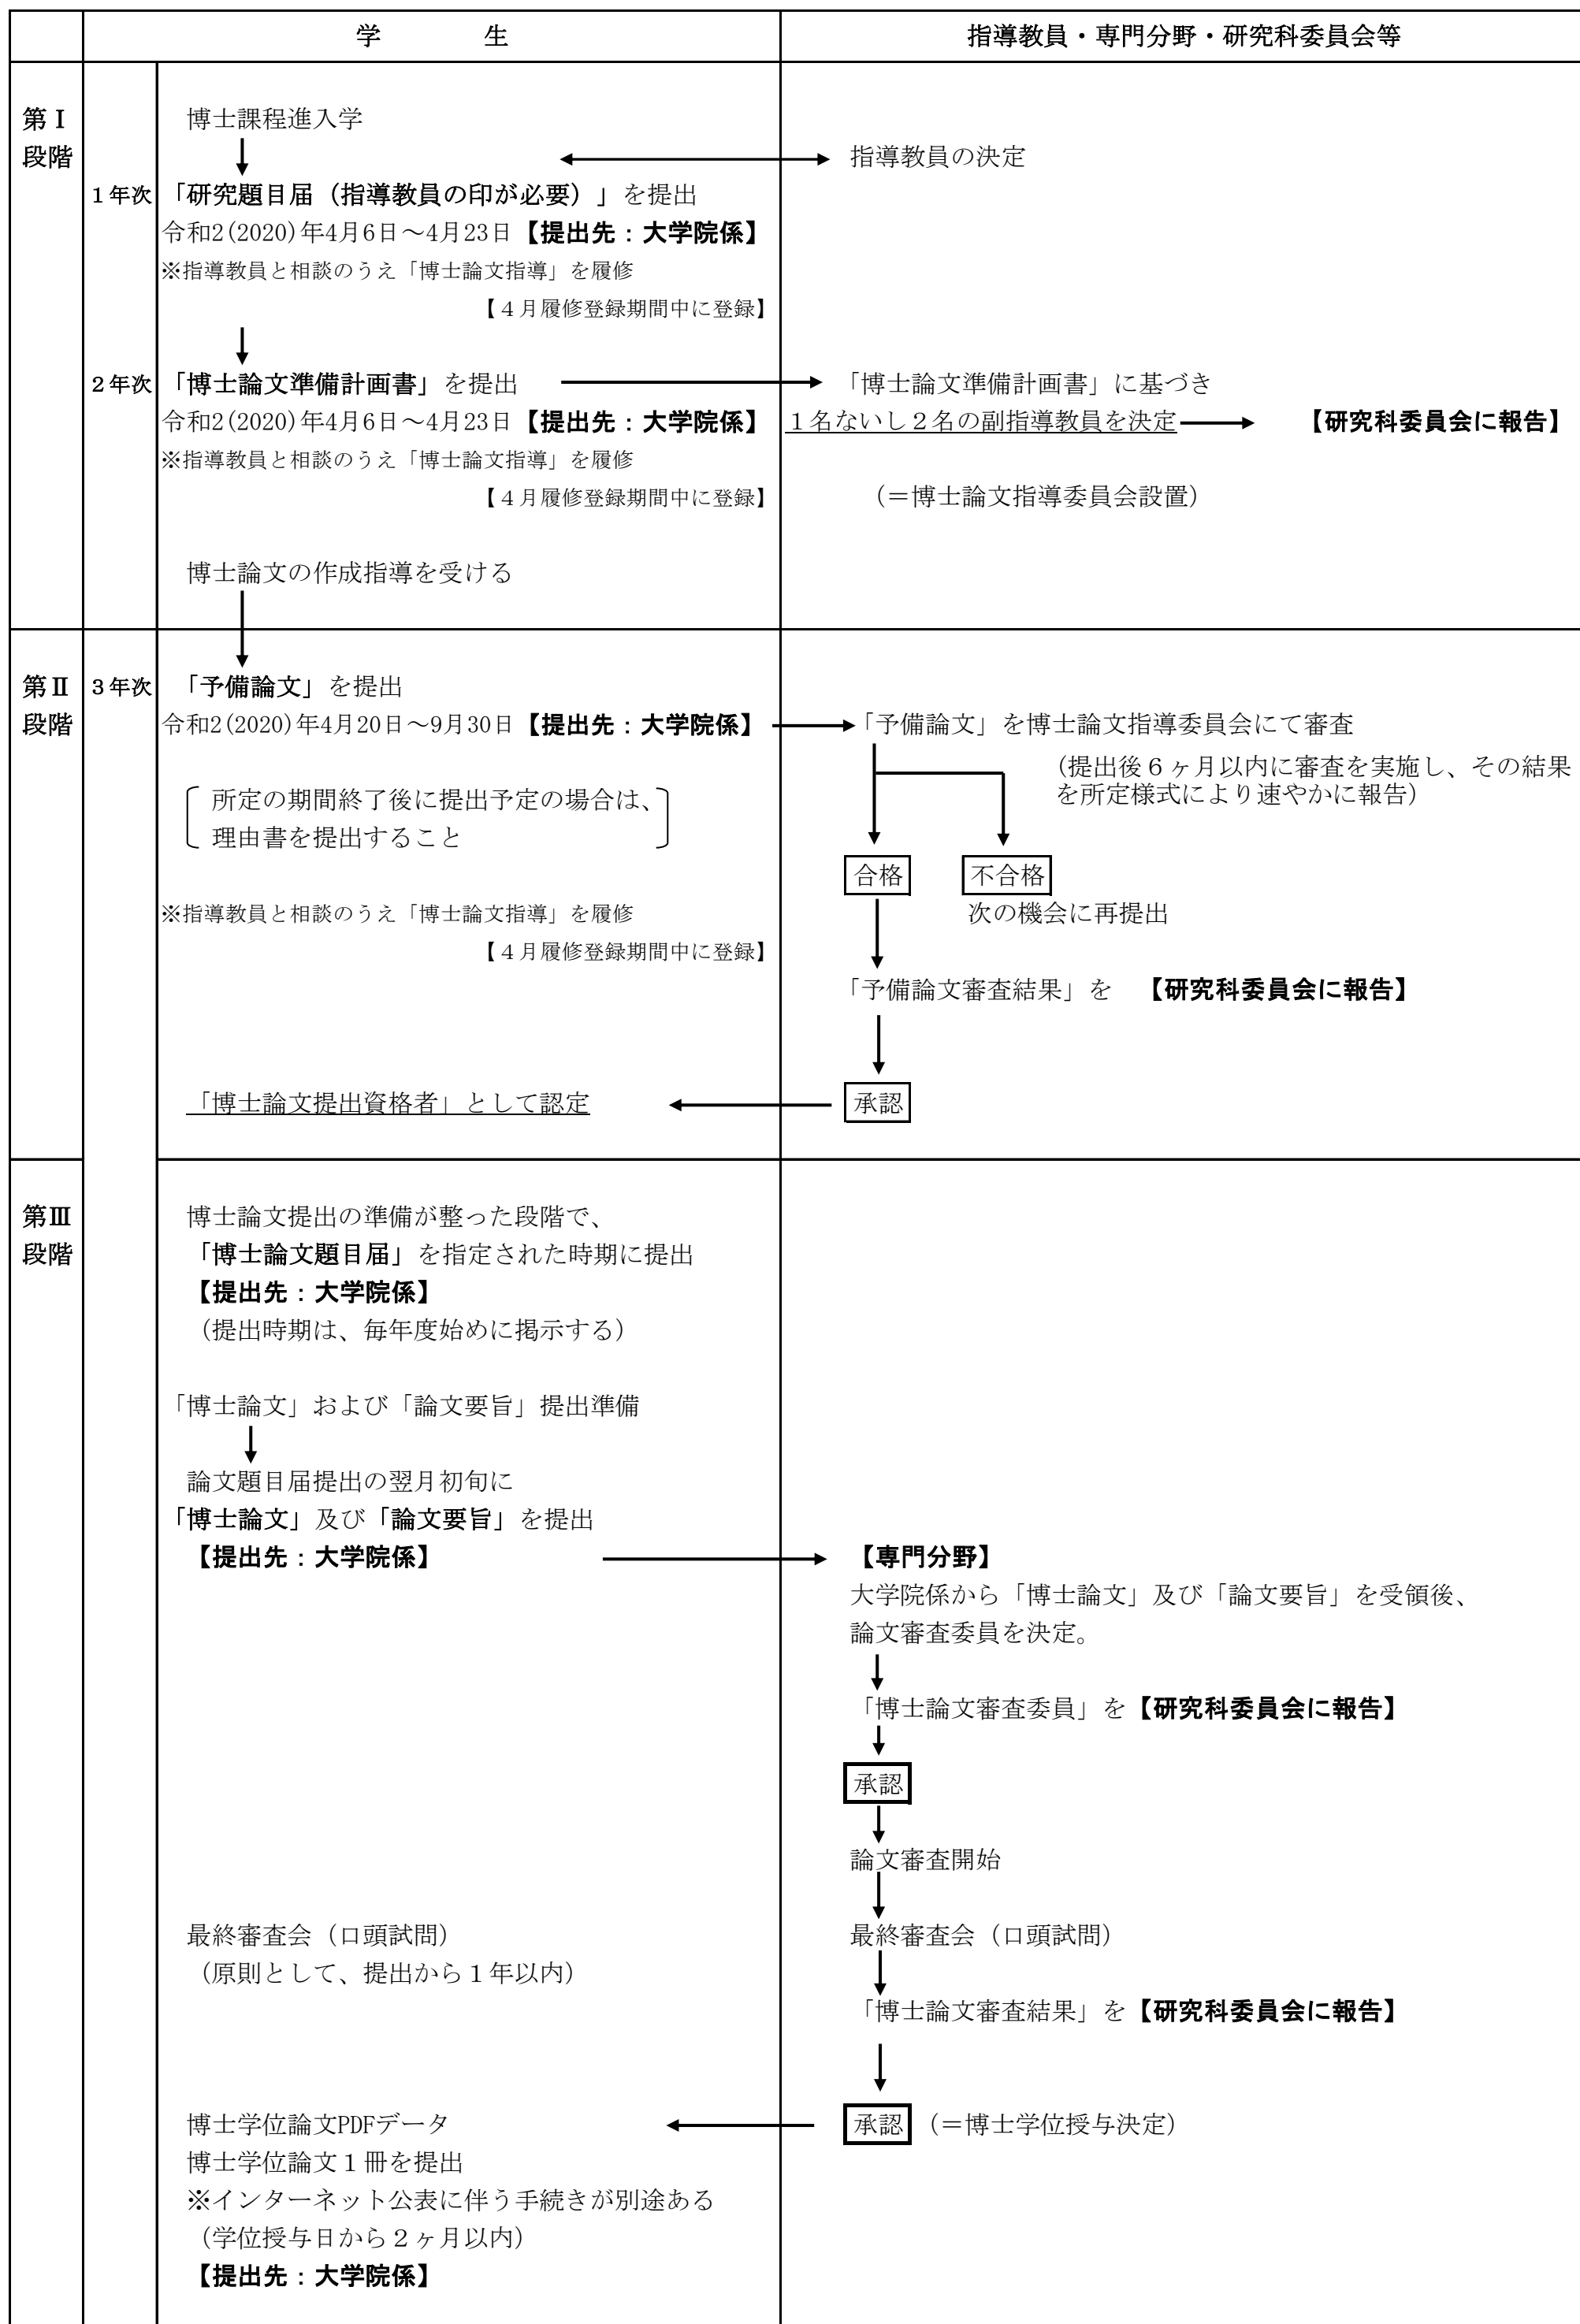 学　　　　生
指導教員・専門分野・研究科委員会等
第Ⅰ
段階
博士課程進入学
指導教員の決定
１年次
「研究題目届（指導教員の印が必要）」を提出
令和2(2020)年4月6日～4月23日【提出先：大学院係】
※指導教員と相談のうえ「博士論文指導」を履修
【４月履修登録期間中に登録】
２年次
「博士論文準備計画書」を提出
令和2(2020)年4月6日～4月23日【提出先：大学院係】
※指導教員と相談のうえ「博士論文指導」を履修
【４月履修登録期間中に登録】
「博士論文準備計画書」に基づき
１名ないし２名の副指導教員を決定
【研究科委員会に報告】
（＝博士論文指導委員会設置）
博士論文の作成指導を受ける
第Ⅱ
段階
３年次
「予備論文」を提出
令和2(2020)年4月20日～9月30日【提出先：大学院係】
所定の期間終了後に提出予定の場合は、
理由書を提出すること
※指導教員と相談のうえ「博士論文指導」を履修
【４月履修登録期間中に登録】
「予備論文」を博士論文指導委員会にて審査
（提出後６ヶ月以内に審査を実施し、その結果
を所定様式により速やかに報告）
合格
不合格
次の機会に再提出
「予備論文審査結果」を　【研究科委員会に報告】
「博士論文提出資格者」として認定
承認
第Ⅲ
段階
博士論文提出の準備が整った段階で、
「博士論文題目届」を指定された時期に提出
【提出先：大学院係】
（提出時期は、毎年度始めに掲示する）
「博士論文」および「論文要旨」提出準備
論文題目届提出の翌月初旬に
「博士論文」及び「論文要旨」を提出
【提出先：大学院係】
【専門分野】
大学院係から「博士論文」及び「論文要旨」を受領後、
論文審査委員を決定。
「博士論文審査委員」を【研究科委員会に報告】
承認
論文審査開始
最終審査会（口頭試問）
（原則として、提出から１年以内）
最終審査会（口頭試問）
「博士論文審査結果」を【研究科委員会に報告】
承認
（＝博士学位授与決定）
博士学位論文PDFデータ
博士学位論文１冊を提出
※インターネット公表に伴う手続きが別途ある
（学位授与日から２ヶ月以内）
【提出先：大学院係】